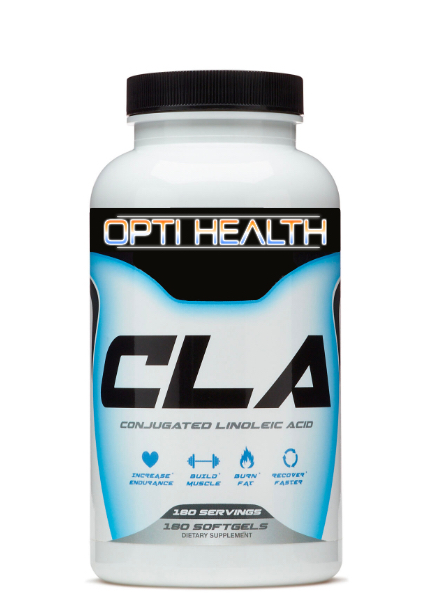 OPTI HEALTH
CLA
CONJUGATED LINOLEIC ACID
INCREASE* ENDURANCE
BUILD* MUSCLE
BURN* FAT
RECOVER* FASTER
180 SERVINGS
180 SOFTGELS
DIETARY SUPPLEMENT